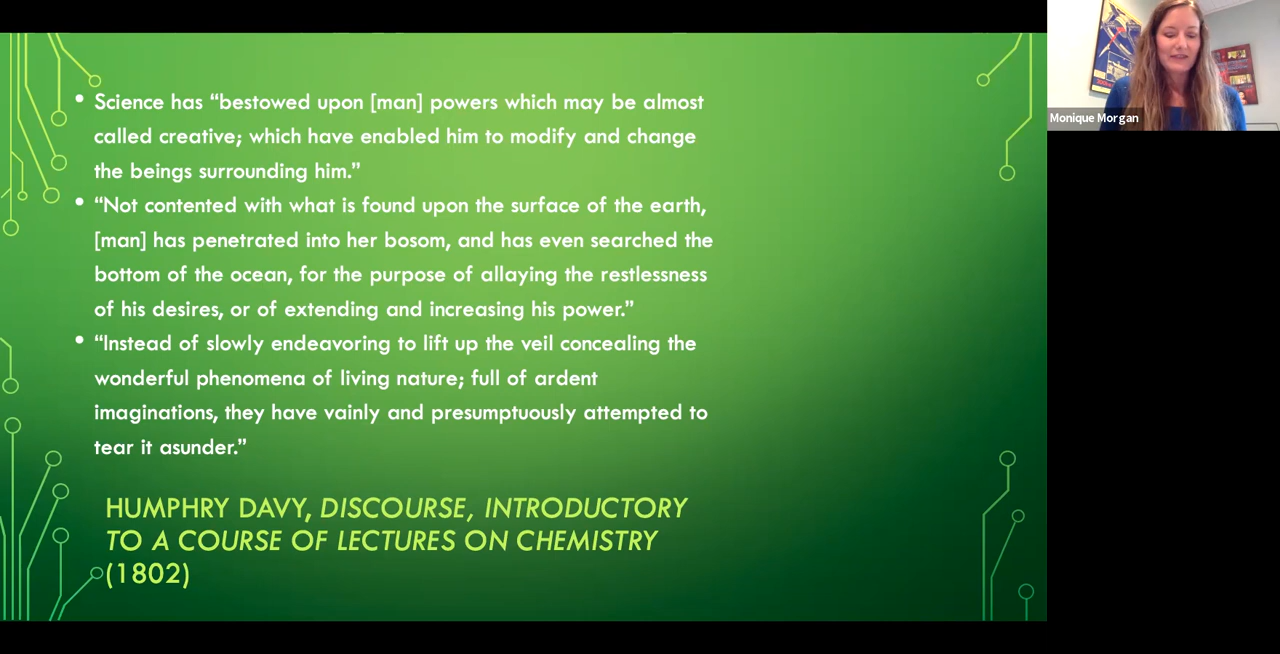 • Science has “bestowed upon [man] powers which may be almost
called creative; which have enabled him to modify and change
the beings surrounding him.”
• “Not contented with what is found upon the surface of the earth,
[man] has penetrated into her bosom, and has even searched the
bottom of the ocean, for the purpose of allaying the restlessness
of his desires, or of extending and increasing his power.”
• “Instead of slowly endeavoring to lift up the veil concealing the
wonderful phenomena of living nature; full of ardent
imaginations, they have vainly and presumptuously attempted to
tear it asunder.”
HUMPHRY DAVY, DISCOURSE, INTRODUCTORY
TO A COURSE OF LECTURES ON CHEMISTRY
(1802)
Monique Morgan